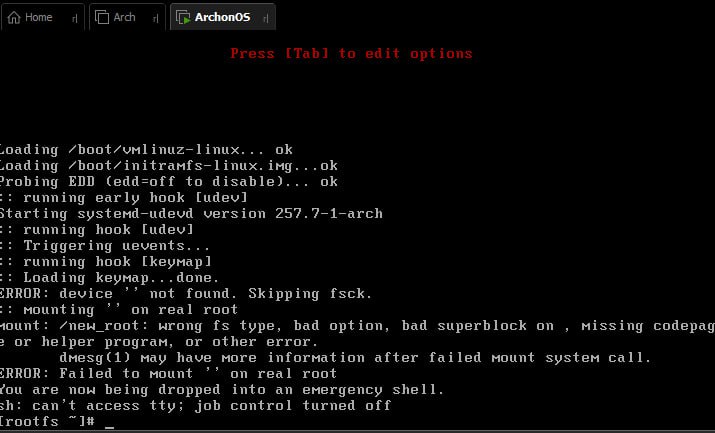 Home
Arch
ArchonOS
Press [Tab] to edit options
Loading /boot/vmlinuz-linux... ok
Loading /boot/initramfs-linux.img...ok
Probing EDD (edd=off to disable)... ok
:: running early hook [udev]
Starting systemd-udevd version 257.7-1-arch
:: running hook [udev]
:: Triggering uevents...
:: running hook [keymap]
:: Loading keymap...done.
ERROR: device '' not found. Skipping fsck.
:: mounting '' on real root
mount: /new_root: wrong fs type, bad option, bad superblock on , missing codepag
e or helper program, or other error.
       dmesg(1) may have more information after failed mount system call.
ERROR: Failed to mount '' on real root
You are now being dropped into an emergency shell.
sh: can't access tty; job control turned off
[rootfs ~]# _